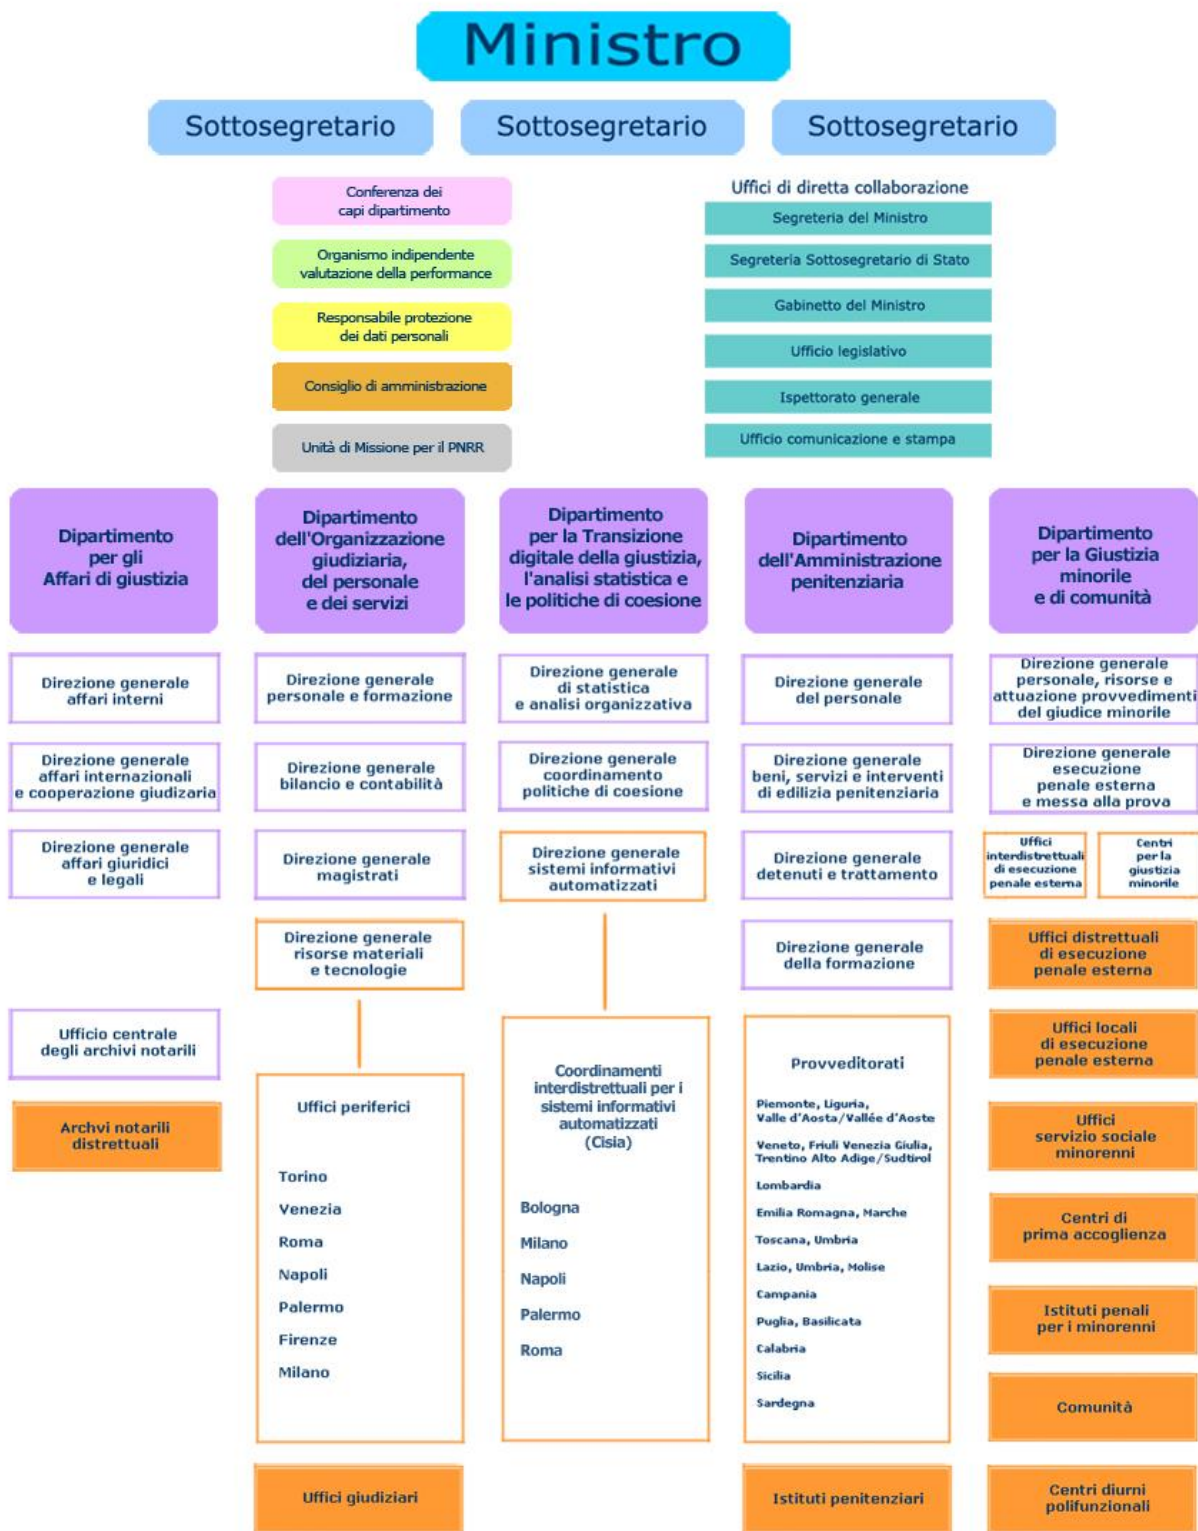 Ministro
Sottosegretario
Sottosegretario
Sottosegretario
Conferenza dei
capi dipartimento
Organismo indipendente
valutazione della performance
Responsabile protezione
dei dati personali
Consiglio di amministrazione
Unità di Missione per il PNRR
Uffici di diretta collaborazione
Segreteria del Ministro
Segreteria Sottosegretario di Stato
Gabinetto del Ministro
Ufficio legislativo
Ispettorato generale
Ufficio comunicazione e stampa
Dipartimento
per gli
Affari di giustizia
Direzione generale
affari interni
Direzione generale
affari internazionali
e cooperazione giudizaria
Direzione generale
affari giuridici
e legali
Ufficio centrale
degli archivi notarili
Archvi notarili
distrettuali
Dipartimento
dell'Organizzazione
giudiziaria,
del personale
e dei servizi
Direzione generale
personale e formazione
Direzione generale
bilancio e contabilità
Direzione generale
magistrati
Direzione generale
risorse materiali
e tecnologie
Uffici periferici
Torino
Venezia
Roma
Napoli
Palermo
Firenze
Milano
Uffici giudiziari
Dipartimento
per la Transizione
digitale della giustizia,
l'analisi statistica e
le politiche di coesione
Direzione generale
di statistica
e analisi organizzativa
Direzione generale
coordinamento
politiche di coesione
Direzione generale
sistemi informativi
automatizzati
Coordinamenti
interdistrettuali per i
sistemi informativi
automatizzati
(Cisia)
Bologna
Milano
Napoli
Palermo
Roma
Dipartimento
dell'Amministrazione
penitenziaria
Direzione generale
del personale
Direzione generale
beni, servizi e interventi
di edilizia penitenziaria
Direzione generale
detenuti e trattamento
Direzione generale
della formazione
Provveditorati
Piemonte, Liguria,
Valle d'Aosta/Vallée d'Aoste
Veneto, Friuli Venezia Giulia,
Trentino Alto Adige/Sudtirol
Lombardia
Emilia Romagna, Marche
Toscana, Umbria
Lazio, Umbria, Molise
Campania
Puglia, Basilicata
Calabria
Sicilia
Sardegna
Istituti penitenziari
Dipartimento
per la Giustizia
minorile
e di comunità
Direzione generale
personale, risorse e
attuazione provvedimenti
del giudice minorile
Direzione generale
esecuzione
penale esterna
e messa alla prova
Uffici
interdistrettuali
di esecuzione
penale esterna
Centri
per la
giustizia
minorile
Uffici distrettuali
di esecuzione
penale esterna
Uffici locali
di esecuzione
penale esterna
Uffici
servizio sociale
minorenni
Centri di
prima accoglienza
Istituti penali
per i minorenni
Comunità
Centri diurni
polifunzionali